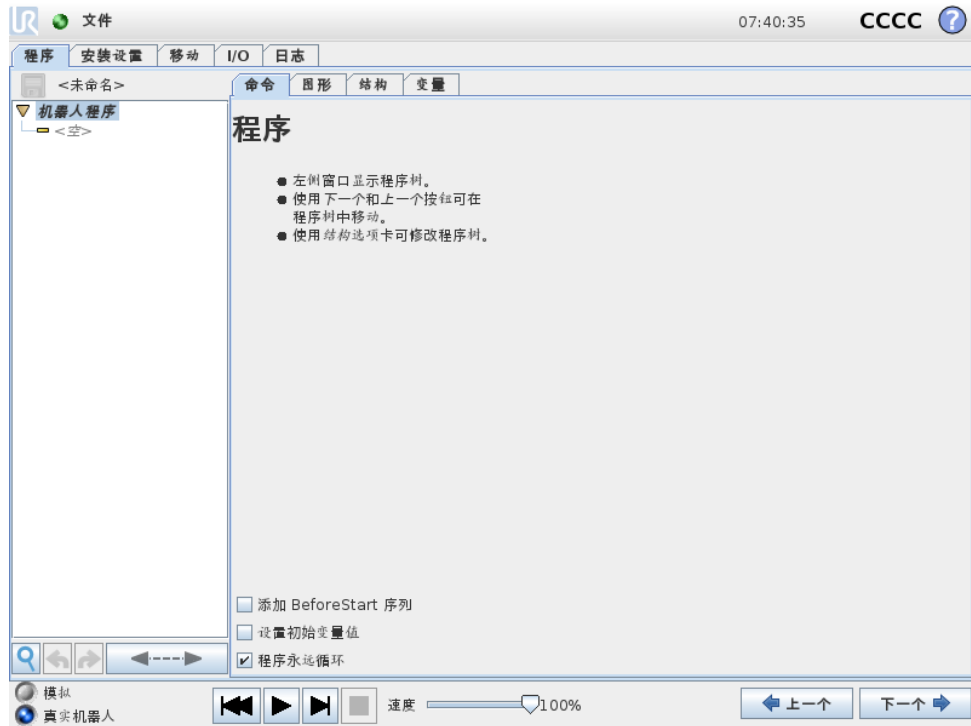 UR 文件 07:40:35 CCCC ?
程序 安装设置 移动 I/O 日志
<未命名> 命令 图形 结构 变量
机器人程序
<空>
程序
左侧窗口显示程序树。
使用下一个和上一个按钮可在
程序树中移动。
使用结构选项卡可修改程序树。
添加 BeforeStart 序列
设置初始变量值
程序永远循环
模拟
真实机器人
速度 100% 上一个 下一个